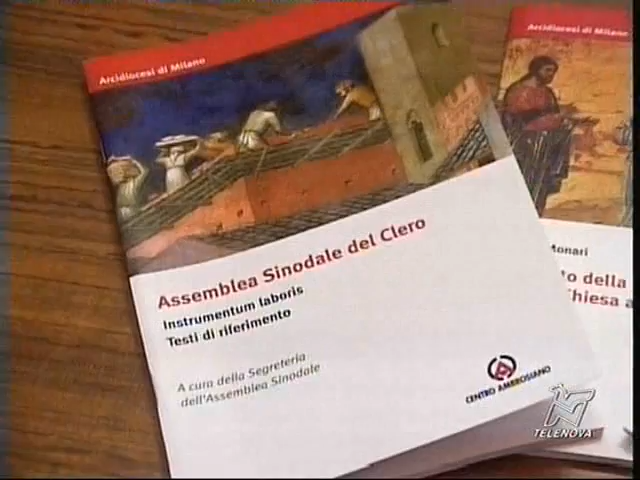 Arcidiocesi di Milano
Assemblea Sinodale del Clero
Instrumentum laboris
Testi di riferimento
A cura della Segreteria
dell'Assemblea Sinodale
CENTRO AMBROSIANO
Arcidiocesi di Milano
Monari
della
Chiesa a
TELENOVA